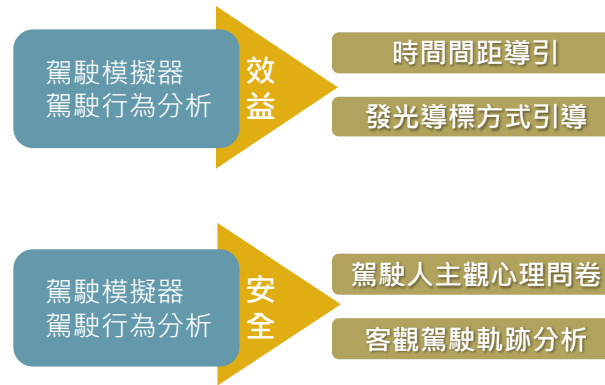 駕駛模擬器
駕駛行為分析
效
益
時間間距導引
發光導標方式引導
駕駛模擬器
駕駛行為分析
安
全
駕駛人主觀心理問卷
客觀駕駛軌跡分析